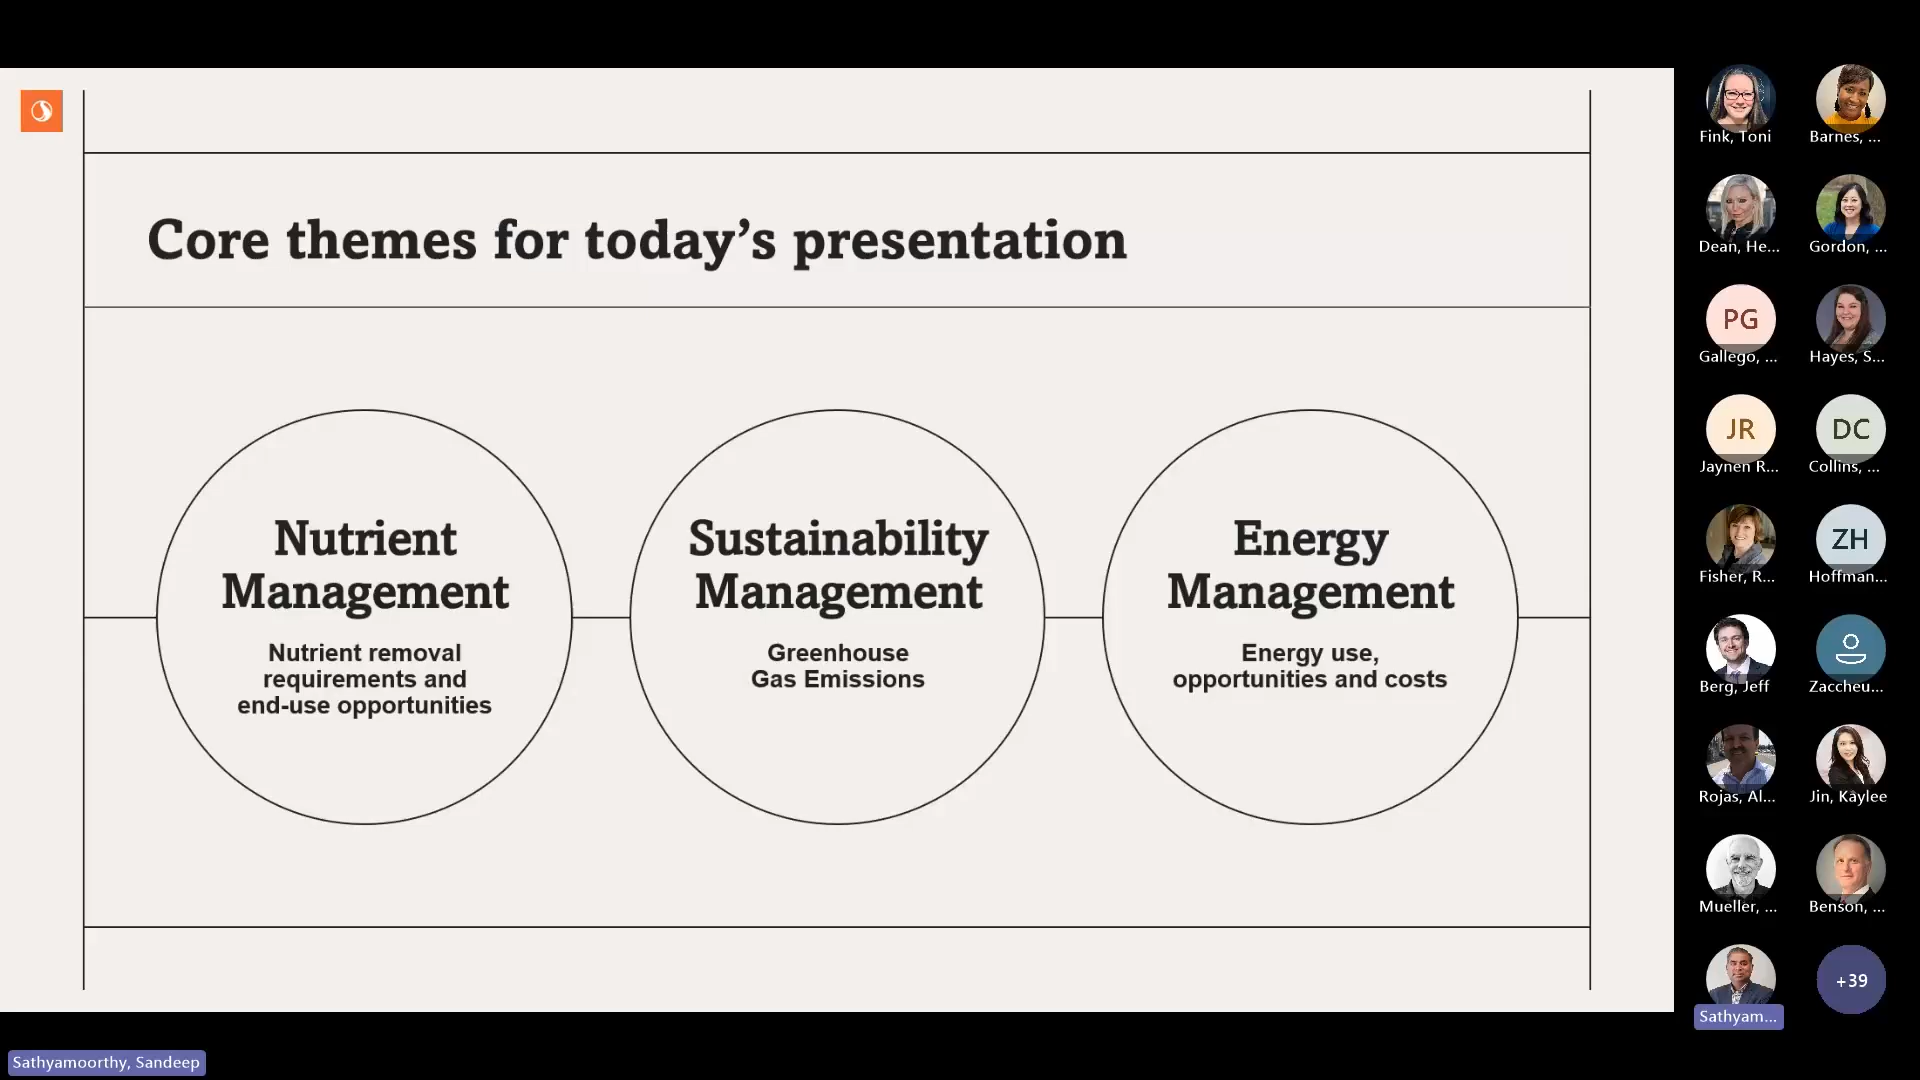 Core themes for today’s presentation
Nutrient
Management
Nutrient removal
requirements and
end-use opportunities
Sustainability
Management
Greenhouse
Gas Emissions
Energy
Management
Energy use,
opportunities and costs
Fink, Toni
Barnes, ...
Dean, He...
Gordon, ...
PG
Gallego, ...
Hayes, S...
JR
Jaynen R...
DC
Collins, ...
Fisher, R...
ZH
Hoffman...
Berg, Jeff
Zaccheu...
Rojas, Al...
Jin, Kaylee
Mueller, ...
Benson, ...
Sathyam...
+39
Sathyamoorthy, Sandeep